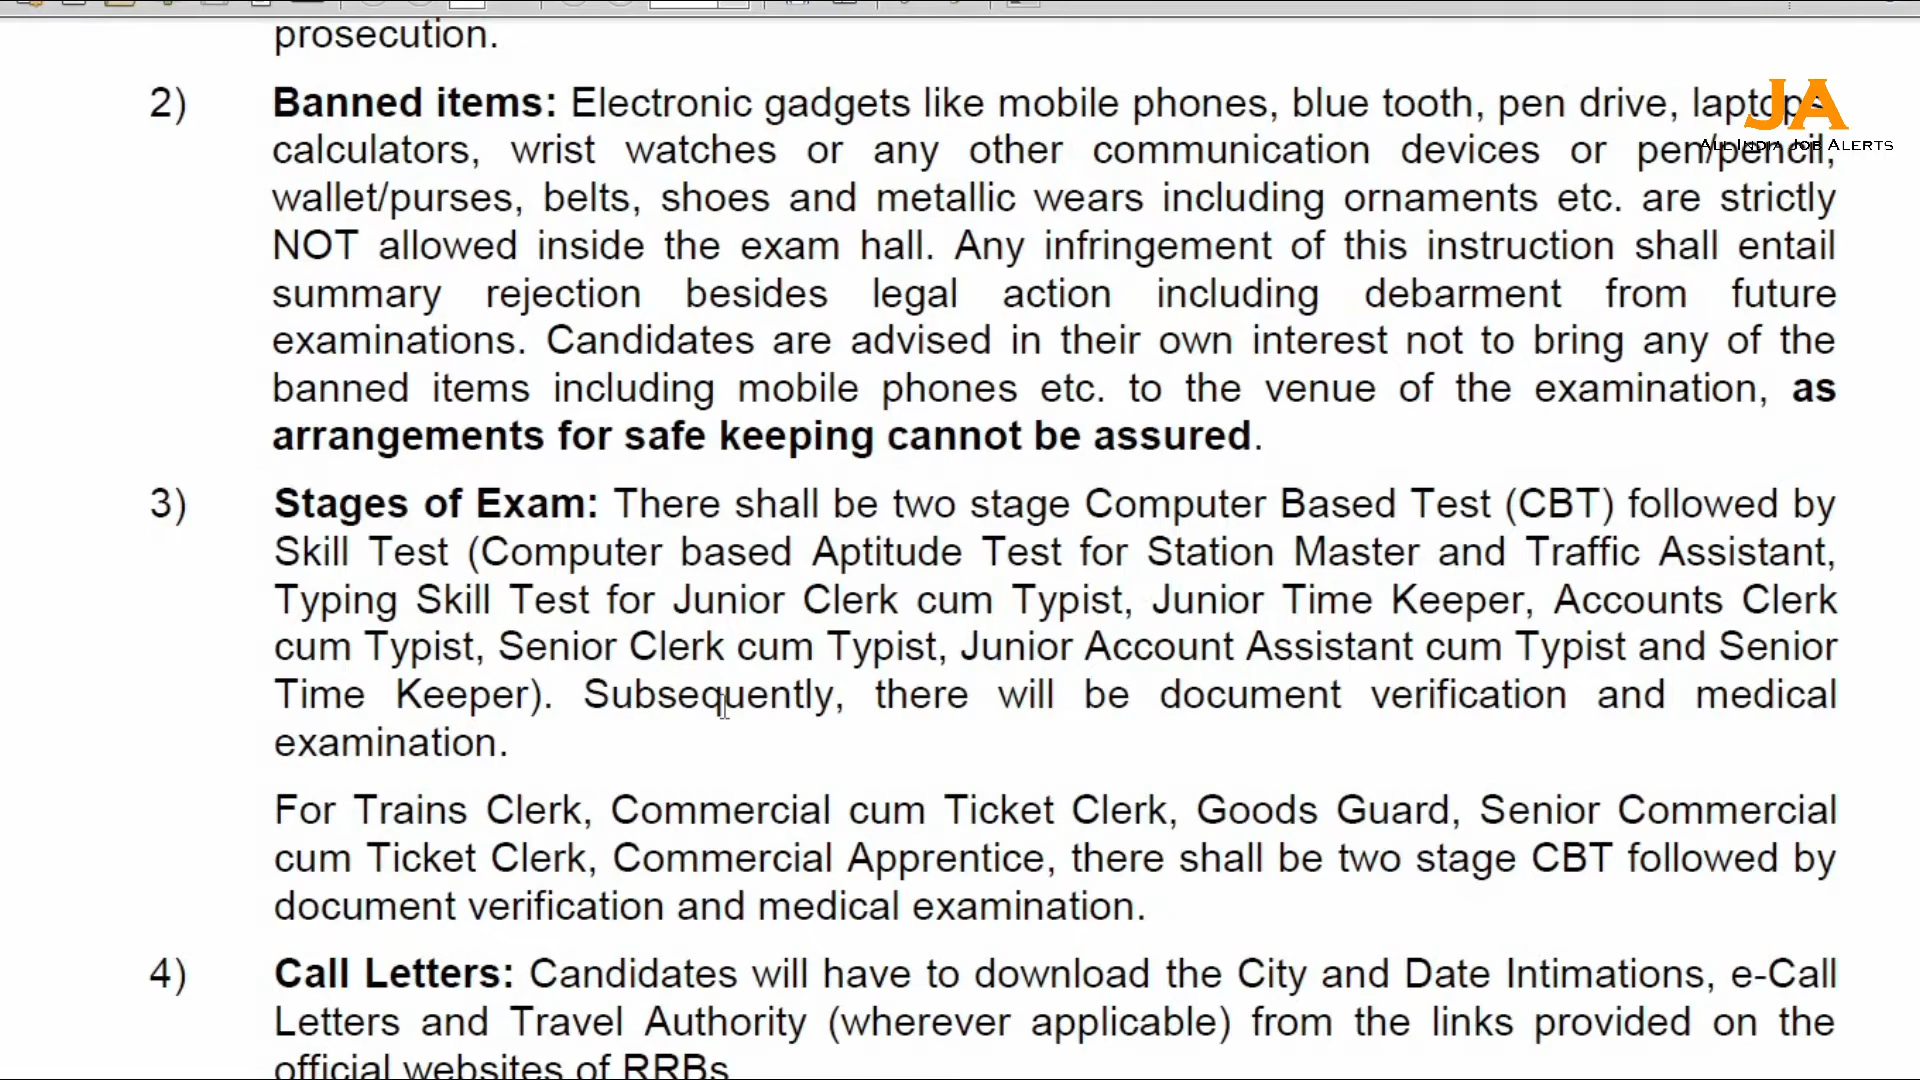 prosecution.
2) Banned items: Electronic gadgets like mobile phones, blue tooth, pen drive, laptops
calculators, wrist watches or any other communication devices or pen/pencil,
wallet/purses, belts, shoes and metallic wears including ornaments etc. are strictly
NOT allowed inside the exam hall. Any infringement of this instruction shall entail
summary rejection besides legal action including debarment from future
examinations. Candidates are advised in their own interest not to bring any of the
banned items including mobile phones etc. to the venue of the examination, as
arrangements for safe keeping cannot be assured.
3) Stages of Exam: There shall be two stage Computer Based Test (CBT) followed by
Skill Test (Computer based Aptitude Test for Station Master and Traffic Assistant,
Typing Skill Test for Junior Clerk cum Typist, Junior Time Keeper, Accounts Clerk
cum Typist, Senior Clerk cum Typist, Junior Account Assistant cum Typist and Senior
Time Keeper). Subsequently, there will be document verification and medical
examination.
For Trains Clerk, Commercial cum Ticket Clerk, Goods Guard, Senior Commercial
cum Ticket Clerk, Commercial Apprentice, there shall be two stage CBT followed by
document verification and medical examination.
4) Call Letters: Candidates will have to download the City and Date Intimations, e-Call
Letters and Travel Authority (wherever applicable) from the links provided on the
official websites of RRBs
JA
ALL INDIA JOB ALERTS